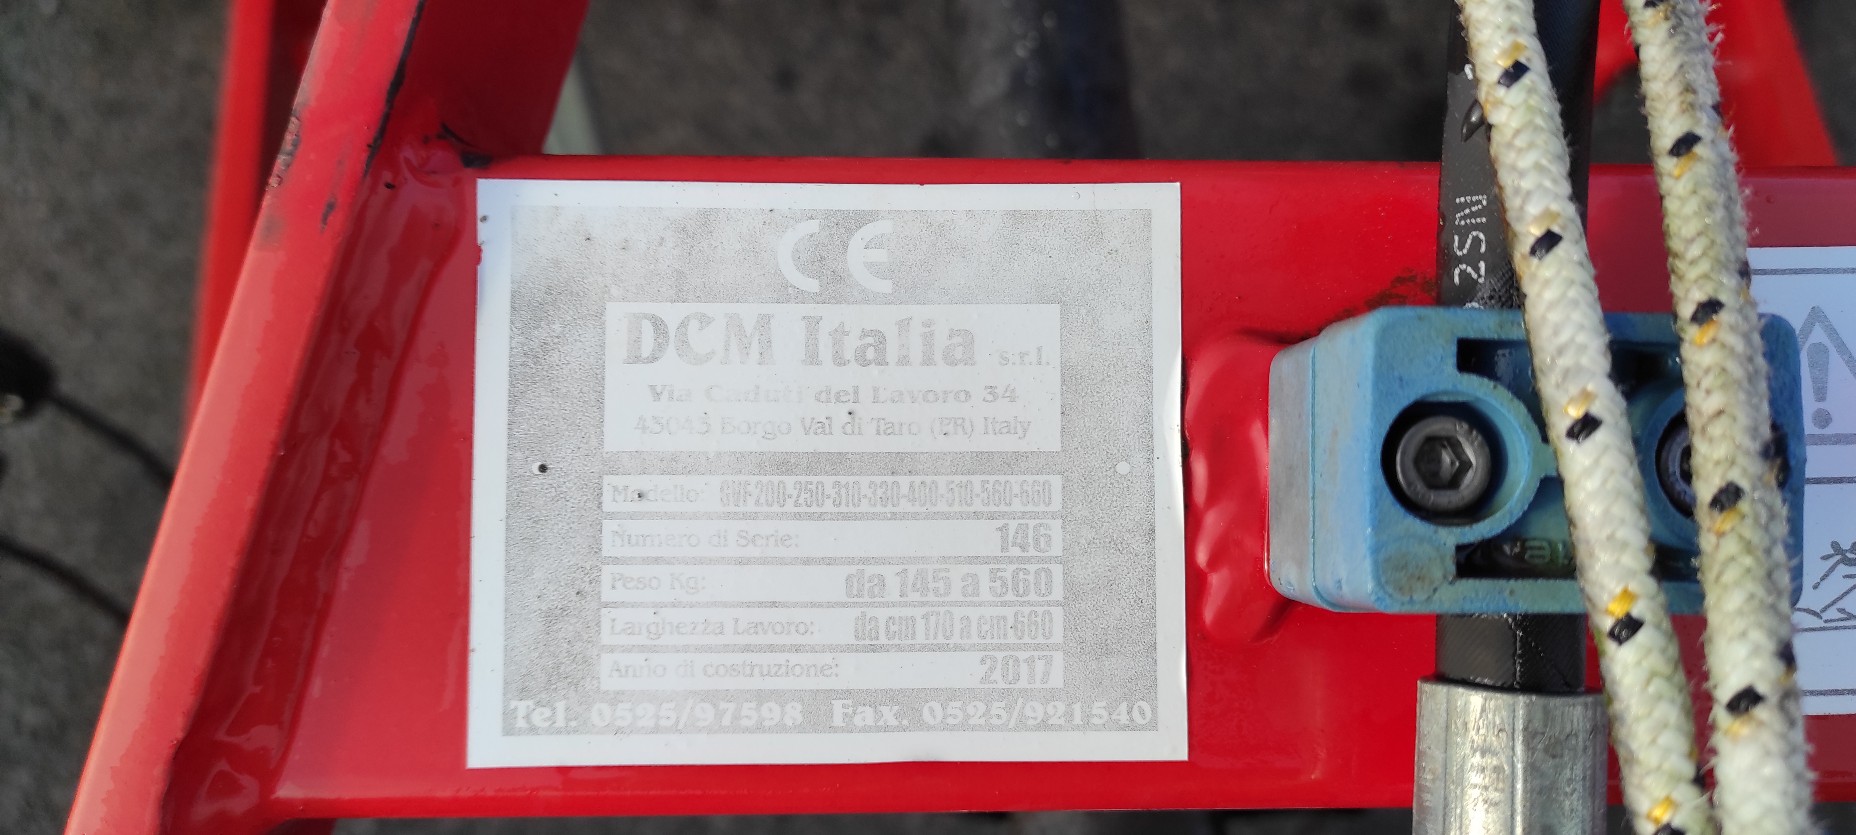 CE
DCM Italia s.r.l.
Via Caduti del Lavoro 34
43043 Borgo Val di Taro (PR) Italy
Modello: GVF-200-250-310-330-400-510-560-660
Numero di Serie: 146
Peso Kg: da 145 a 560
Larghezza Lavoro: da cm 170 a cm 660
Anno di costruzione: 2017
Tel. 0525/97598 Fax. 0525/921540
2SN